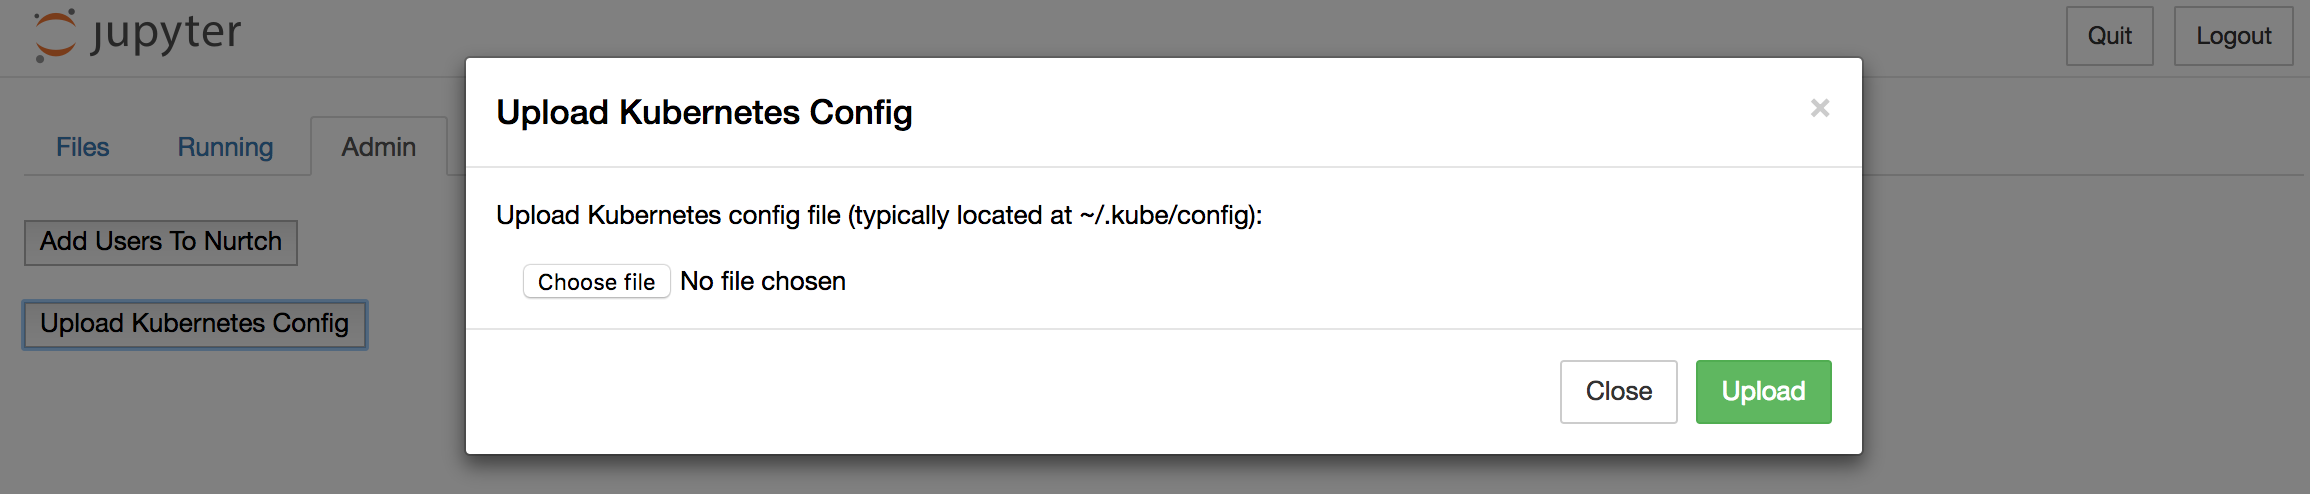 jupyter
Quit
Logout
Files
Running
Admin
Add Users To Nurtch
Upload Kubernetes Config
Upload Kubernetes Config
×
Upload Kubernetes config file (typically located at ~/.kube/config):
Choose file No file chosen
Close
Upload